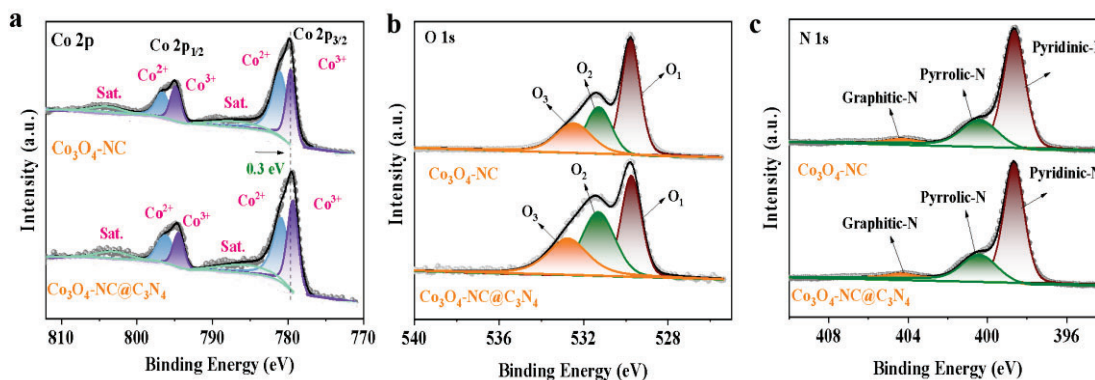 a
Co 2p
Co 2p1/2
Co 2p3/2
Co2+
Co3+
Sat.
Co2+
Co3+
Sat.
Co3O4-NC
0.3 eV
Co2+
Co3+
Sat.
Co2+
Co3+
Sat.
Co3O4-NC@C3N4
Intensity (a.u.)
810 800 790 780 770
Binding Energy (eV)
b
O 1s
O3
O2
O1
Co3O4-NC
O3
O2
O1
Co3O4-NC@C3N4
Intensity (a.u.)
540 536 532 528
Binding Energy (eV)
c
N 1s
Graphitic-N
Pyrrolic-N
Pyridinic-N
Co3O4-NC
Graphitic-N
Pyrrolic-N
Pyridinic-N
Co3O4-NC@C3N4
Intensity (a.u.)
408 404 400 396
Binding Energy (eV)